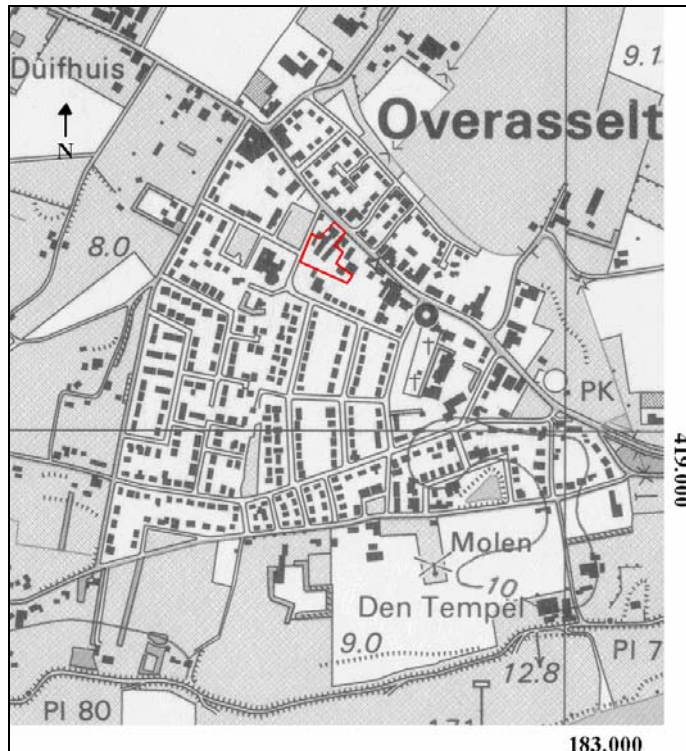 9.1
Duifhuis
N
Overasselt
8.0
PK
419.000
Molen
10
Den Tempel
9.0
12.8
Pl 7
Pl 80
183.000